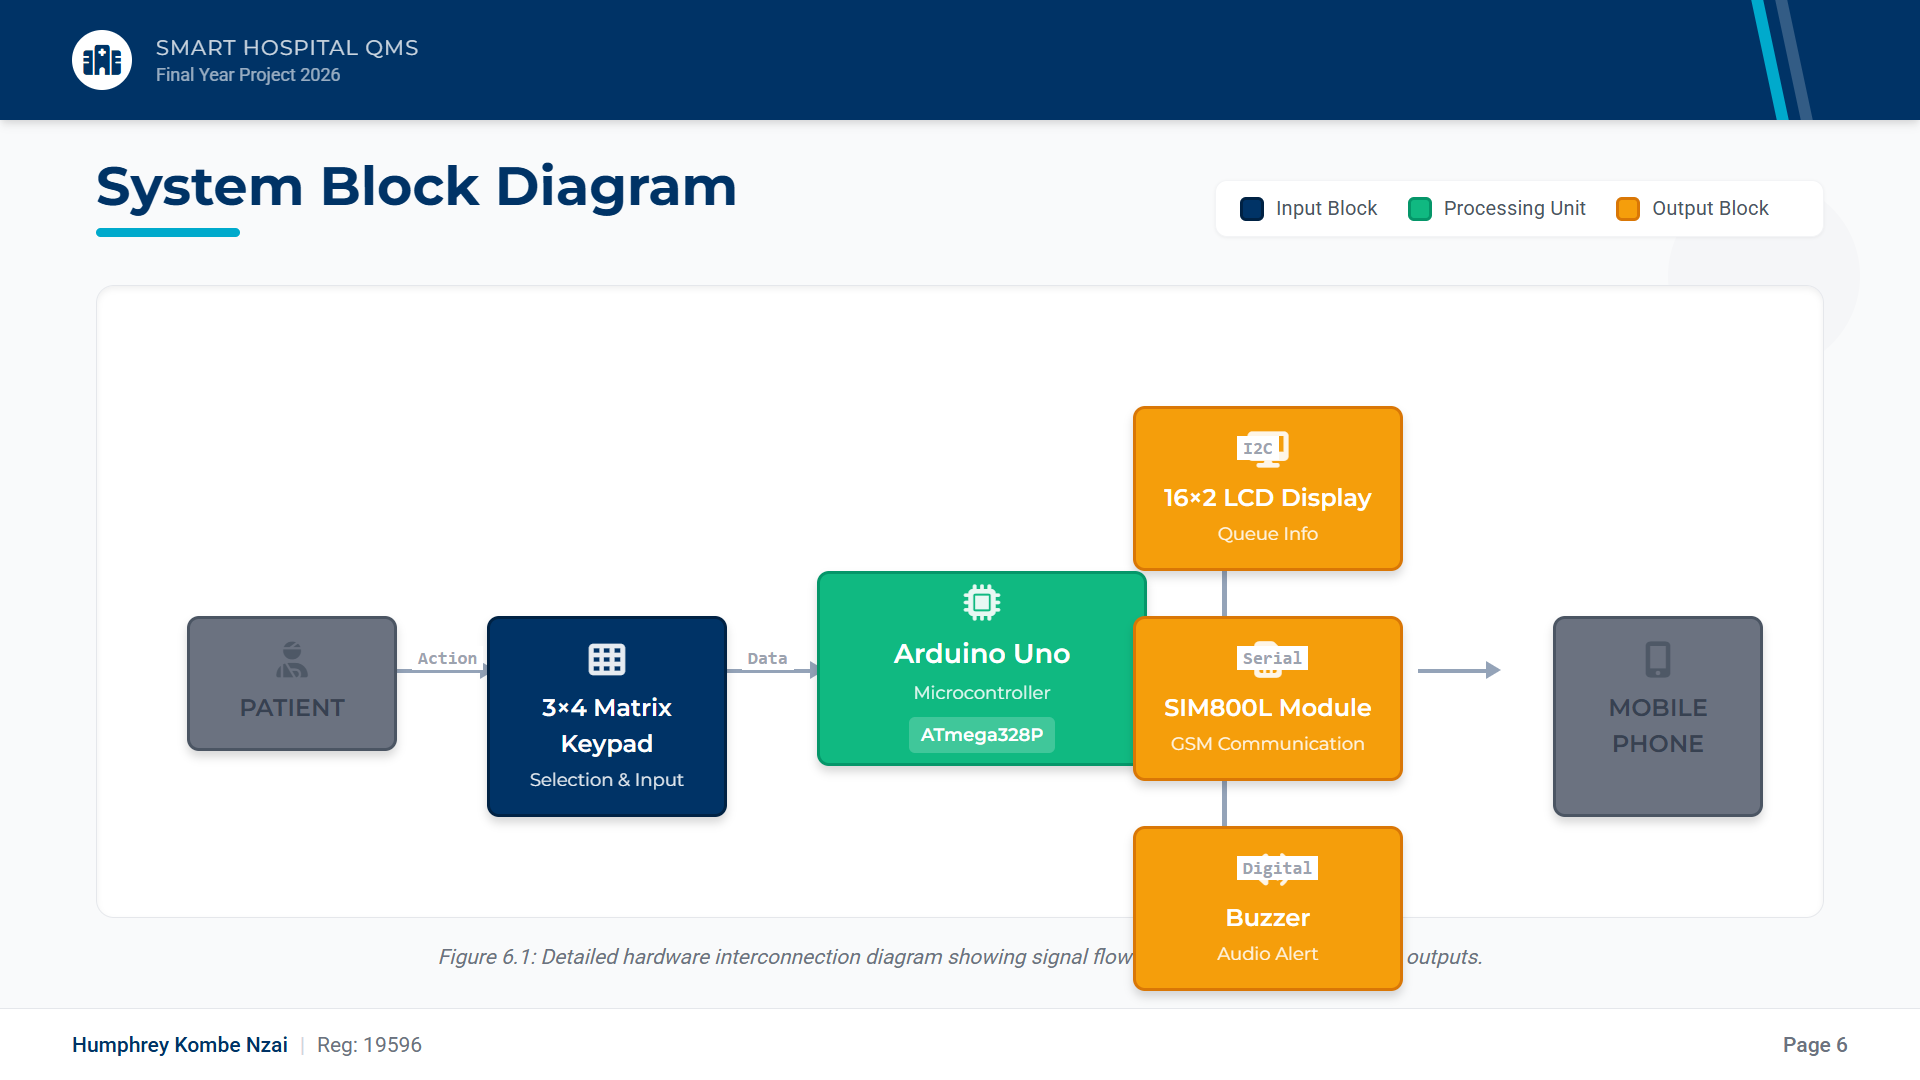 SMART HOSPITAL QMS
Final Year Project 2026
System Block Diagram
Input Block
Processing Unit
Output Block
I2C
16×2 LCD Display
Queue Info
PATIENT
Action
3×4 Matrix
Keypad
Selection & Input
Data
Arduino Uno
Microcontroller
ATmega328P
Serial
SIM800L Module
GSM Communication
MOBILE
PHONE
Digital
Buzzer
Audio Alert
Figure 6.1: Detailed hardware interconnection diagram showing signal flow outputs.
Humphrey Kombe Nzai | Reg: 19596
Page 6